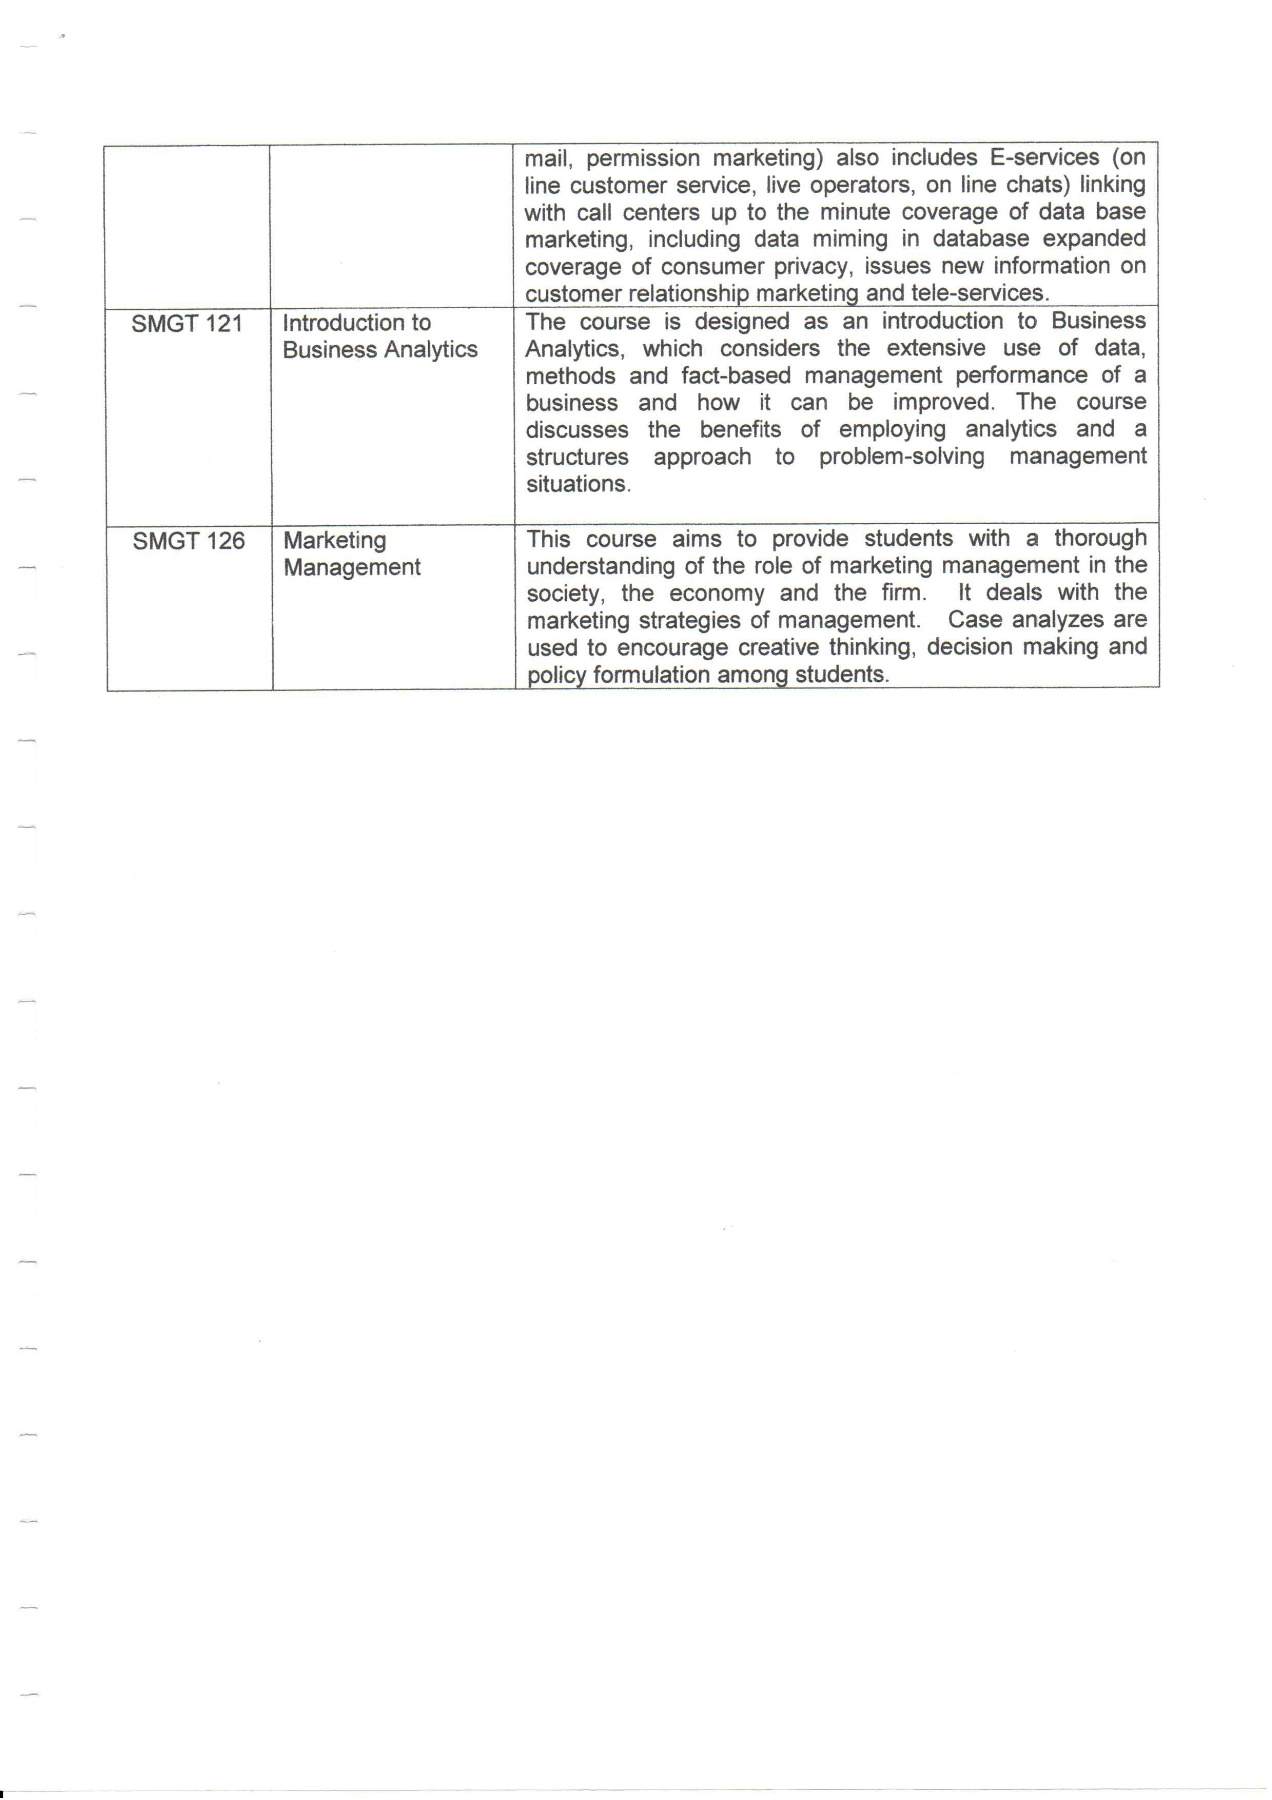 mail, permission marketing) also includes E-services (on
line customer service, live operators, on line chats) linking
with call centers up to the minute coverage of data base
marketing, including data miming in database expanded
coverage of consumer privacy, issues new information on
customer relationship marketing and tele-services.
SMGT 121
Introduction to
Business Analytics
The course is designed as an introduction to Business
Analytics, which considers the extensive use of data,
methods and fact-based management performance of a
business and how it can be improved. The course
discusses the benefits of employing analytics and a
structures approach to problem-solving management
situations.
SMGT 126
Marketing
Management
This course aims to provide students with a thorough
understanding of the role of marketing management in the
society, the economy and the firm. It deals with the
marketing strategies of management. Case analyzes are
used to encourage creative thinking, decision making and
policy formulation among students.